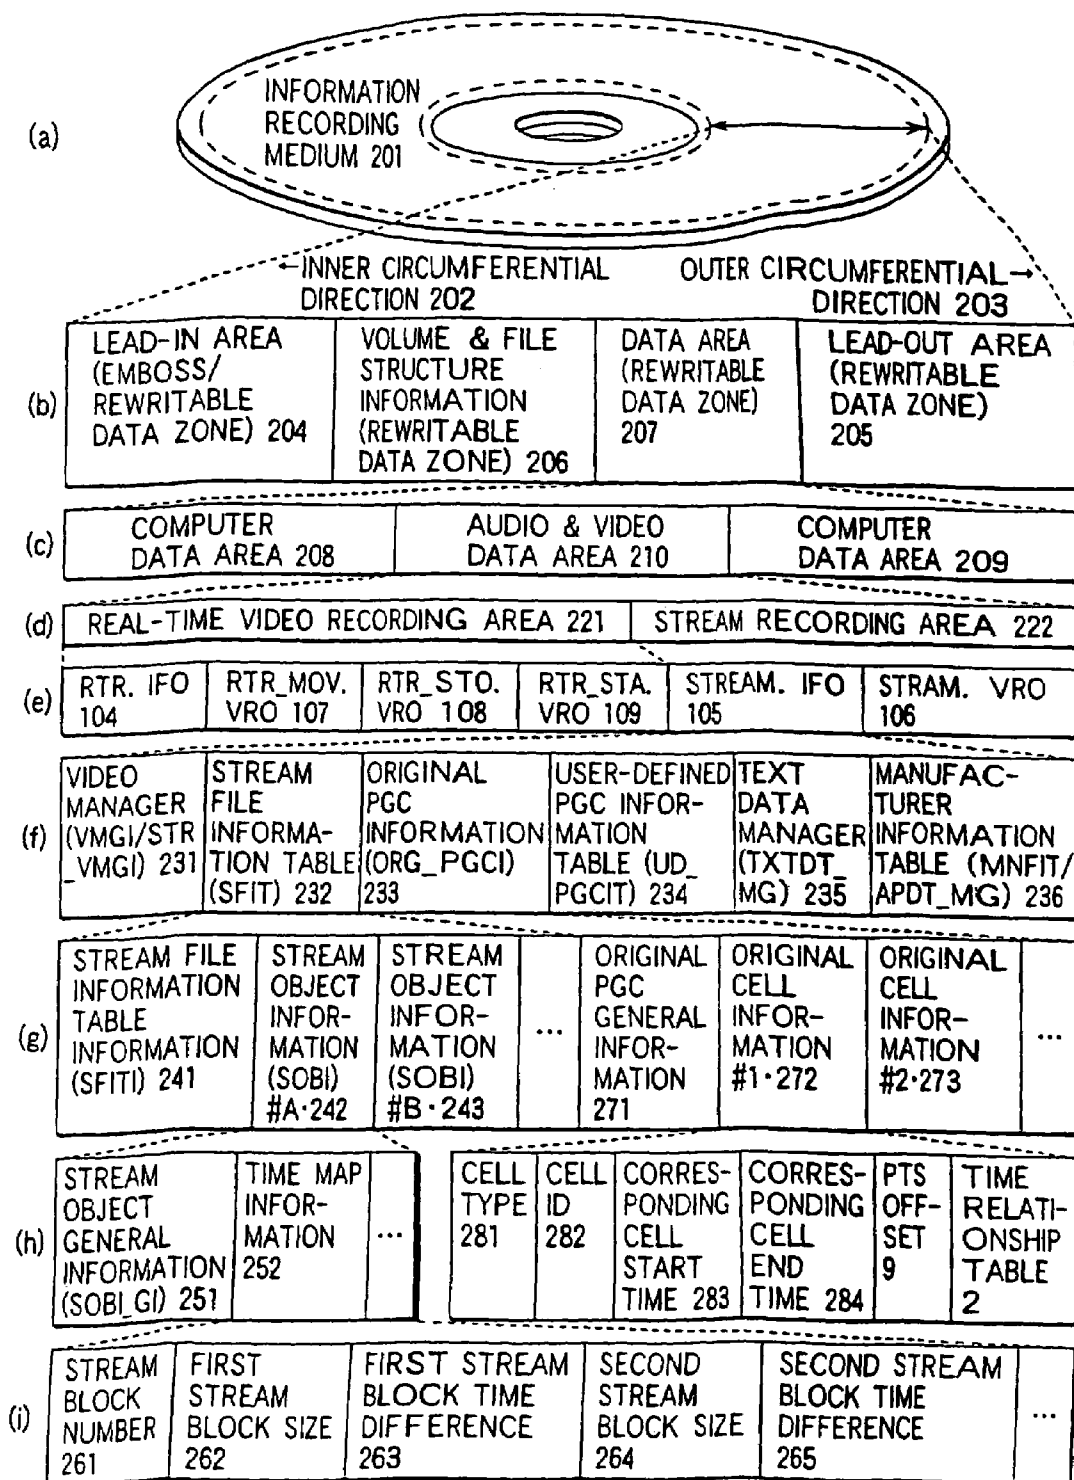 (a)
INFORMATION
RECORDING
MEDIUM 201
←INNER CIRCUMFERENTIAL
DIRECTION 202
OUTER CIRCUMFERENTIAL→
DIRECTION 203
(b)
LEAD-IN AREA
(EMBOSS/
REWRITABLE
DATA ZONE) 204
VOLUME & FILE
STRUCTURE
INFORMATION
(REWRITABLE
DATA ZONE) 206
DATA AREA
(REWRITABLE
DATA ZONE)
207
LEAD-OUT AREA
(REWRITABLE
DATA ZONE)
205
(c)
COMPUTER
DATA AREA 208
AUDIO & VIDEO
DATA AREA 210
COMPUTER
DATA AREA 209
(d)
REAL-TIME VIDEO RECORDING AREA 221
STREAM RECORDING AREA 222
(e)
RTR. IFO
104
RTR_MOV.
VRO 107
RTR_STO.
VRO 108
RTR_STA.
VRO 109
STREAM. IFO
105
STRAM. VRO
106
(f)
VIDEO
MANAGER
(VMGI/STR
_VMGI) 231
STREAM
FILE
INFORMA-
TION TABLE
(SFIT) 232
ORIGINAL
PGC
INFORMATION
(ORG_PGCI)
233
USER-DEFINED
PGC INFOR-
MATION
TABLE (UD_
PGCIT) 234
TEXT
DATA
MANAGER
(TXTDT_
MG) 235
MANUFAC-
TURER
INFORMATION
TABLE (MNFIT/
APDT_MG) 236
(g)
STREAM FILE
INFORMATION
TABLE
INFORMATION
(SFITI) 241
STREAM
OBJECT
INFOR-
MATION
(SOBI)
#A·242
STREAM
OBJECT
INFOR-
MATION
(SOBI)
#B·243
...
ORIGINAL
PGC
GENERAL
INFOR-
MATION
271
ORIGINAL
CELL
INFOR-
MATION
#1·272
ORIGINAL
CELL
INFOR-
MATION
#2·273
...
(h)
STREAM
OBJECT
GENERAL
INFORMATION
(SOBI_GI) 251
TIME MAP
INFOR-
MATION
252
...
CELL
TYPE
281
CELL
ID
282
CORRES-
PONDING
CELL
START
TIME 283
CORRES-
PONDING
CELL
END
TIME 284
PTS
OFF-
SET
9
TIME
RELATI-
ONSHIP
TABLE
2
(i)
STREAM
BLOCK
NUMBER
261
FIRST
STREAM
BLOCK SIZE
262
FIRST STREAM
BLOCK TIME
DIFFERENCE
263
SECOND
STREAM
BLOCK SIZE
264
SECOND STREAM
BLOCK TIME
DIFFERENCE
265
...